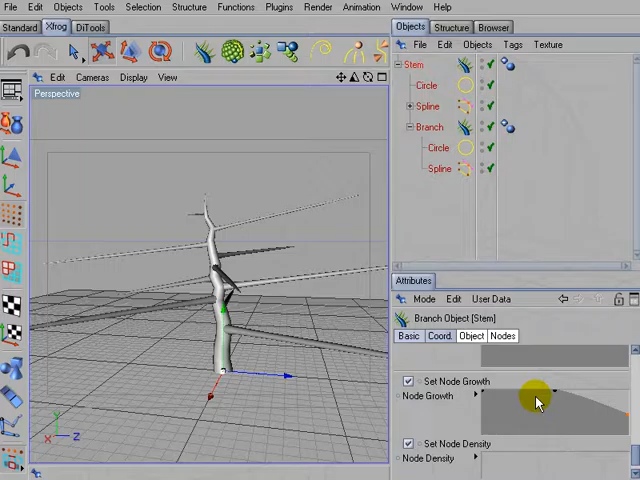 File Edit Objects Tools Selection Structure Functions Plugins Render Animation Window
Standard Xfrog DiTools
Objects Structure Browser
File Edit Objects Tags Texture
Edit Cameras Display View
Perspective
Stem
Circle
Spline
Branch
Circle
Spline
Y
X Z
Attributes
Mode Edit User Data
Branch Object [Stem]
Basic Coord. Object Nodes
Set Node Growth
Node Growth
Set Node Density
Node Density